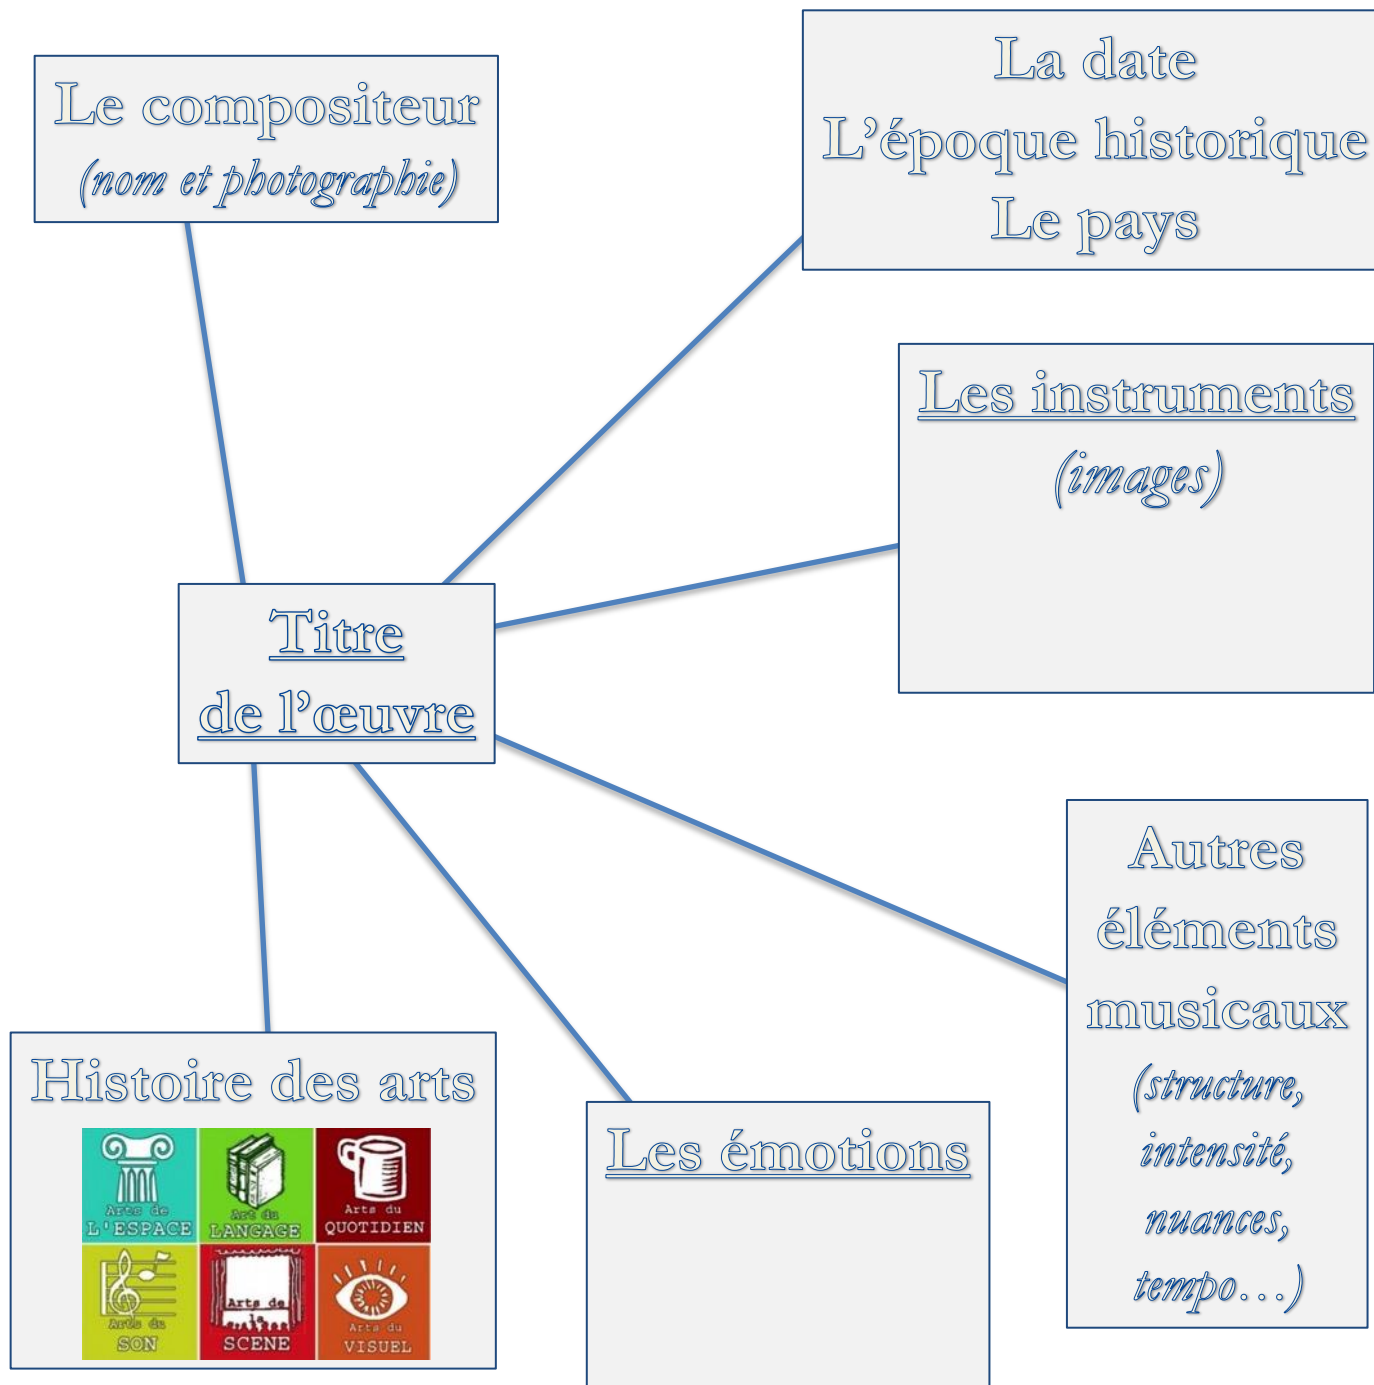 Le compositeur
(nom et photographie)
La date
L’époque historique
Le pays
Les instruments
(images)
Titre
de l’œuvre
Autres
éléments
musicaux
(structure,
intensité,
nuances,
tempo…)
Histoire des arts
Arts de
L'ESPACE
Art du
LANGAGE
Arts du
QUOTIDIEN
Arts du
SON
Arts de
la
SCENE
Arts du
VISUEL
Les émotions